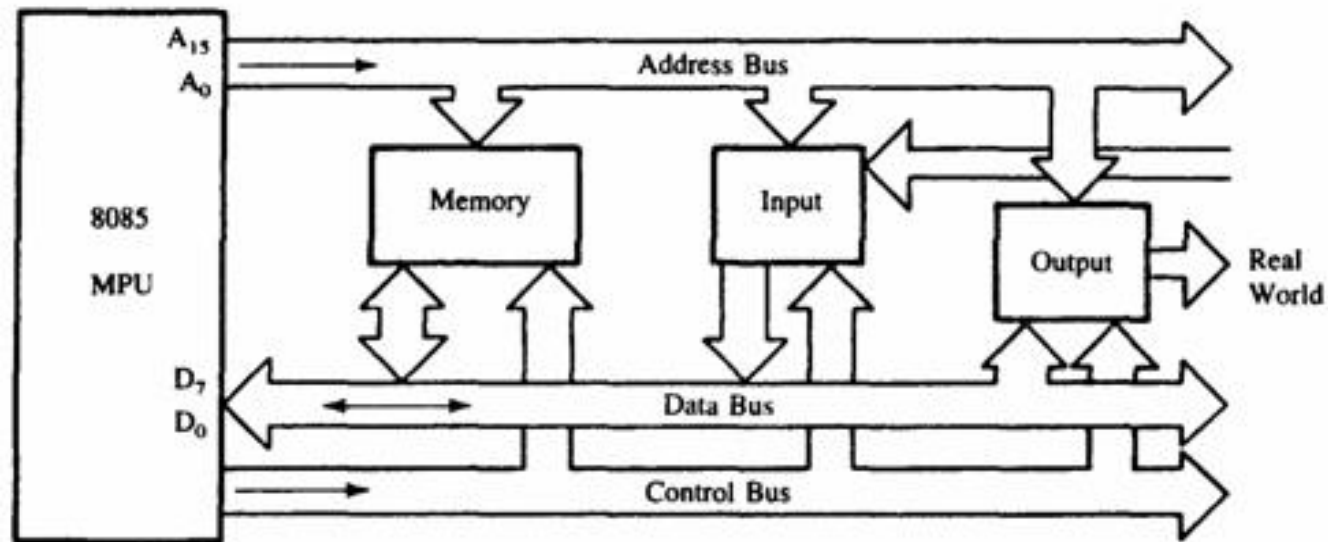 A15
Address Bus
A0
8085
MPU
Memory
Input
Output
Real
World
D7
D0
Data Bus
Control Bus